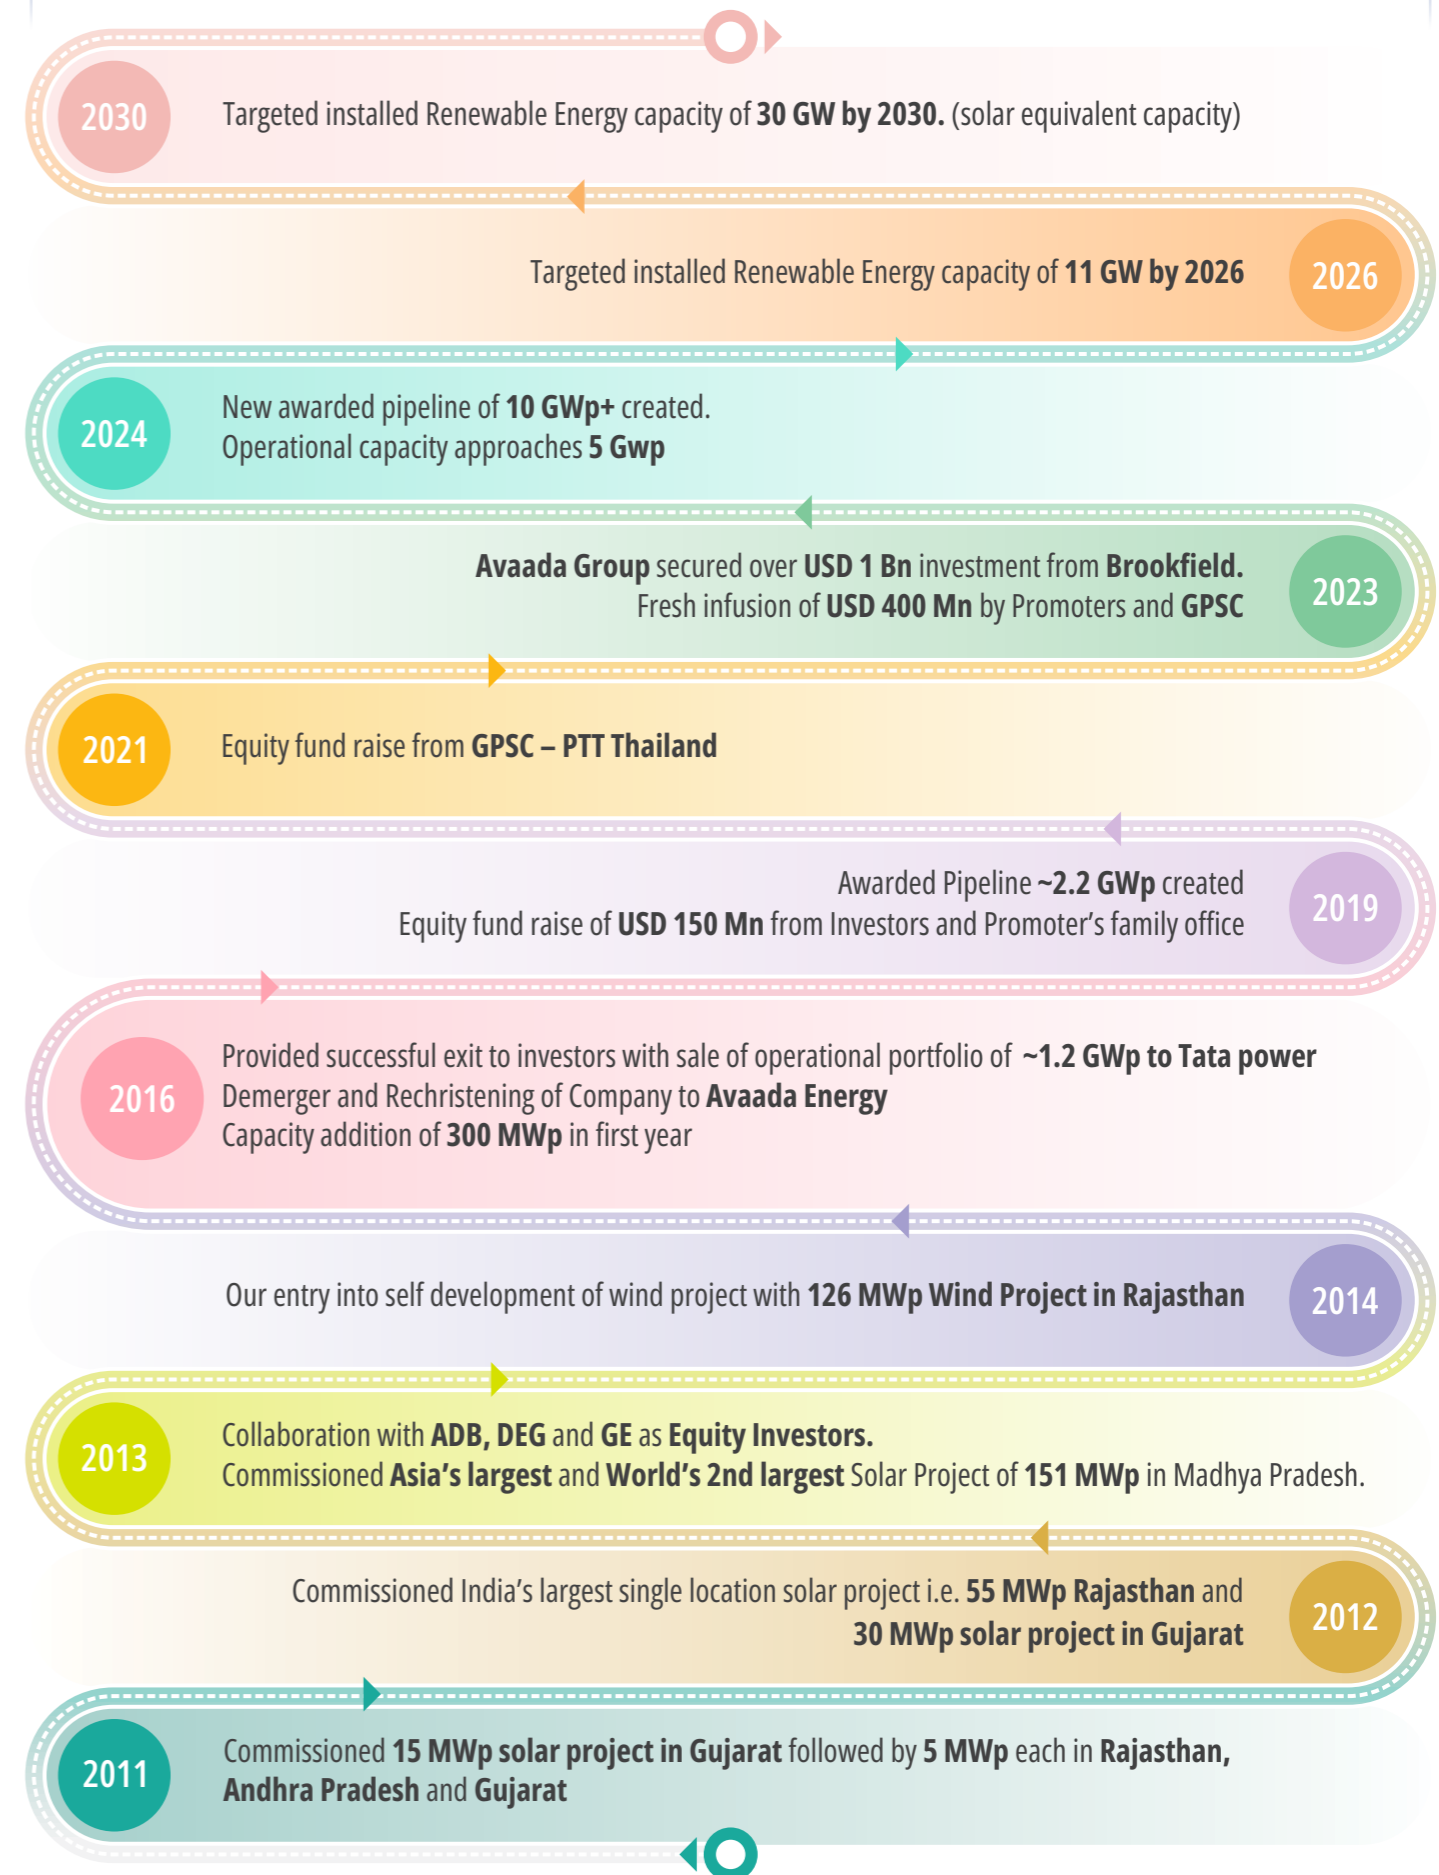 2030
Targeted installed Renewable Energy capacity of 30 GW by 2030. (solar equivalent capacity)
Targeted installed Renewable Energy capacity of 11 GW by 2026
2026
2024
New awarded pipeline of 10 GWp+ created.
Operational capacity approaches 5 Gwp
Avaada Group secured over USD 1 Bn investment from Brookfield.
Fresh infusion of USD 400 Mn by Promoters and GPSC
2023
2021
Equity fund raise from GPSC – PTT Thailand
Awarded Pipeline ~2.2 GWp created
Equity fund raise of USD 150 Mn from Investors and Promoter’s family office
2019
2016
Provided successful exit to investors with sale of operational portfolio of ~1.2 GWp to Tata power
Demerger and Rechristening of Company to Avaada Energy
Capacity addition of 300 MWp in first year
Our entry into self development of wind project with 126 MWp Wind Project in Rajasthan
2014
2013
Collaboration with ADB, DEG and GE as Equity Investors.
Commissioned Asia’s largest and World’s 2nd largest Solar Project of 151 MWp in Madhya Pradesh.
Commissioned India’s largest single location solar project i.e. 55 MWp Rajasthan and
30 MWp solar project in Gujarat
2012
2011
Commissioned 15 MWp solar project in Gujarat followed by 5 MWp each in Rajasthan,
Andhra Pradesh and Gujarat